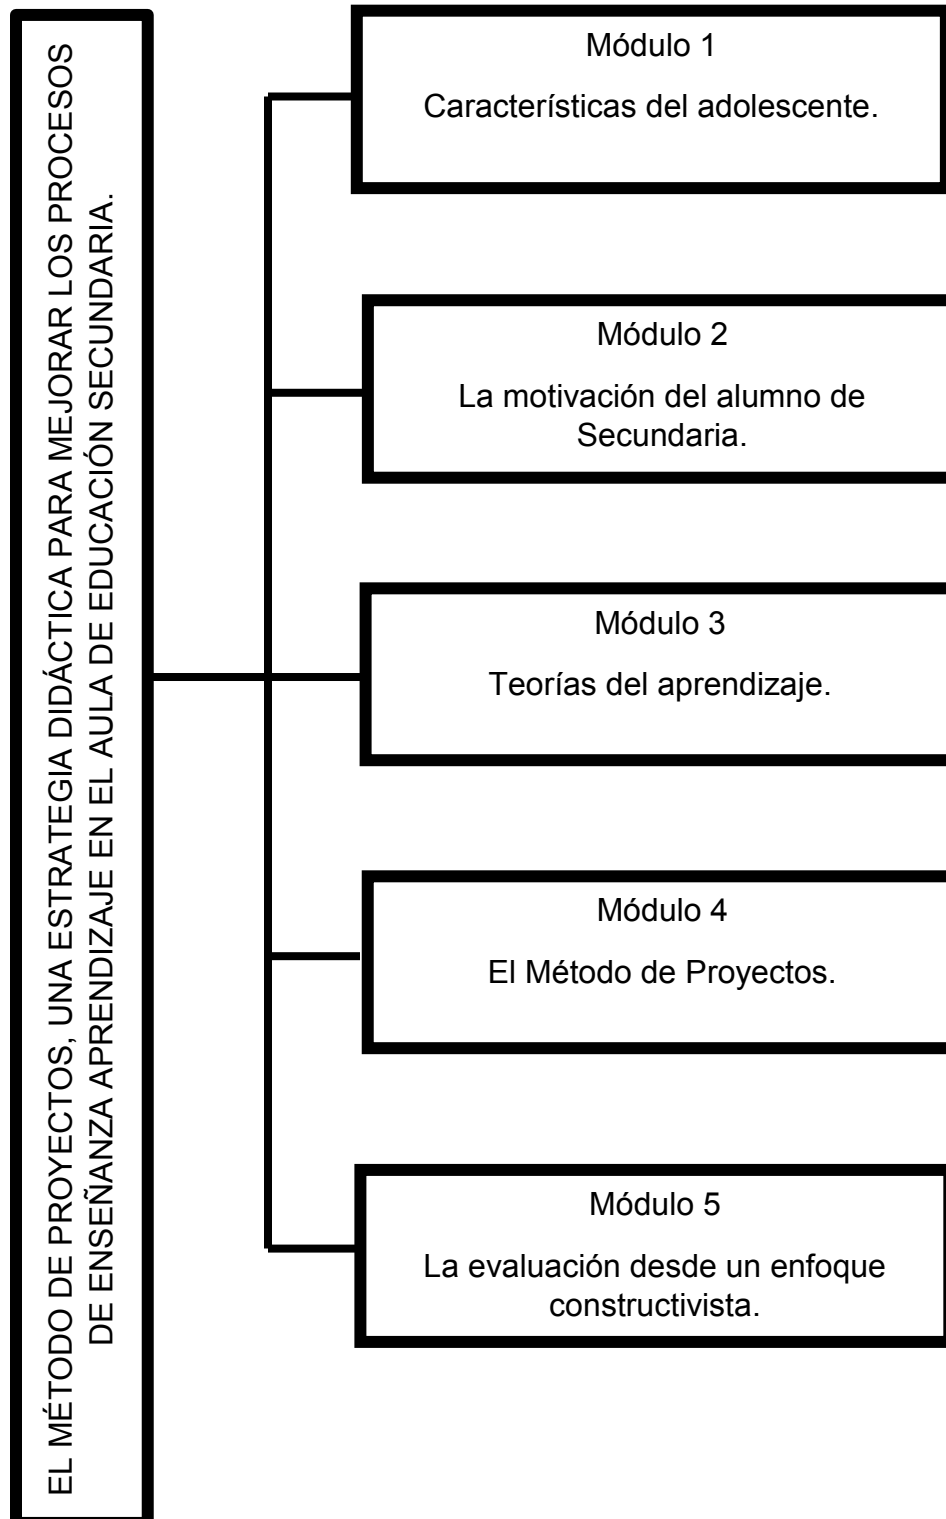 EL MÉTODO DE PROYECTOS, UNA ESTRATEGIA DIDÁCTICA PARA MEJORAR LOS PROCESOS
DE ENSEÑANZA APRENDIZAJE EN EL AULA DE EDUCACIÓN SECUNDARIA.
Módulo 1
Características del adolescente.
Módulo 2
La motivación del alumno de
Secundaria.
Módulo 3
Teorías del aprendizaje.
Módulo 4
El Método de Proyectos.
Módulo 5
La evaluación desde un enfoque
constructivista.